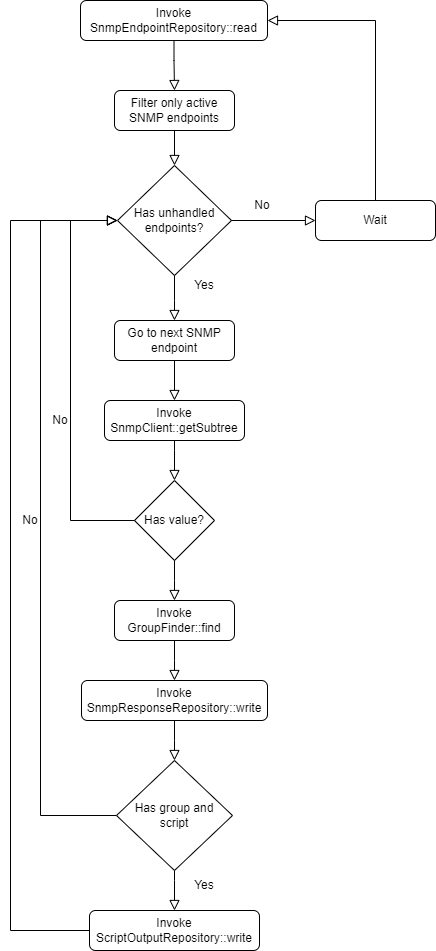 Invoke
SnmpEndpointRepository::read
Filter only active
SNMP endpoints
Has unhandled
endpoints?
No
Wait
Yes
Go to next SNMP
endpoint
Invoke
SnmpClient::getSubtree
No
Has value?
No
Invoke
GroupFinder::find
Invoke
SnmpResponseRepository::write
Has group and
script
Yes
Invoke
ScriptOutputRepository::write